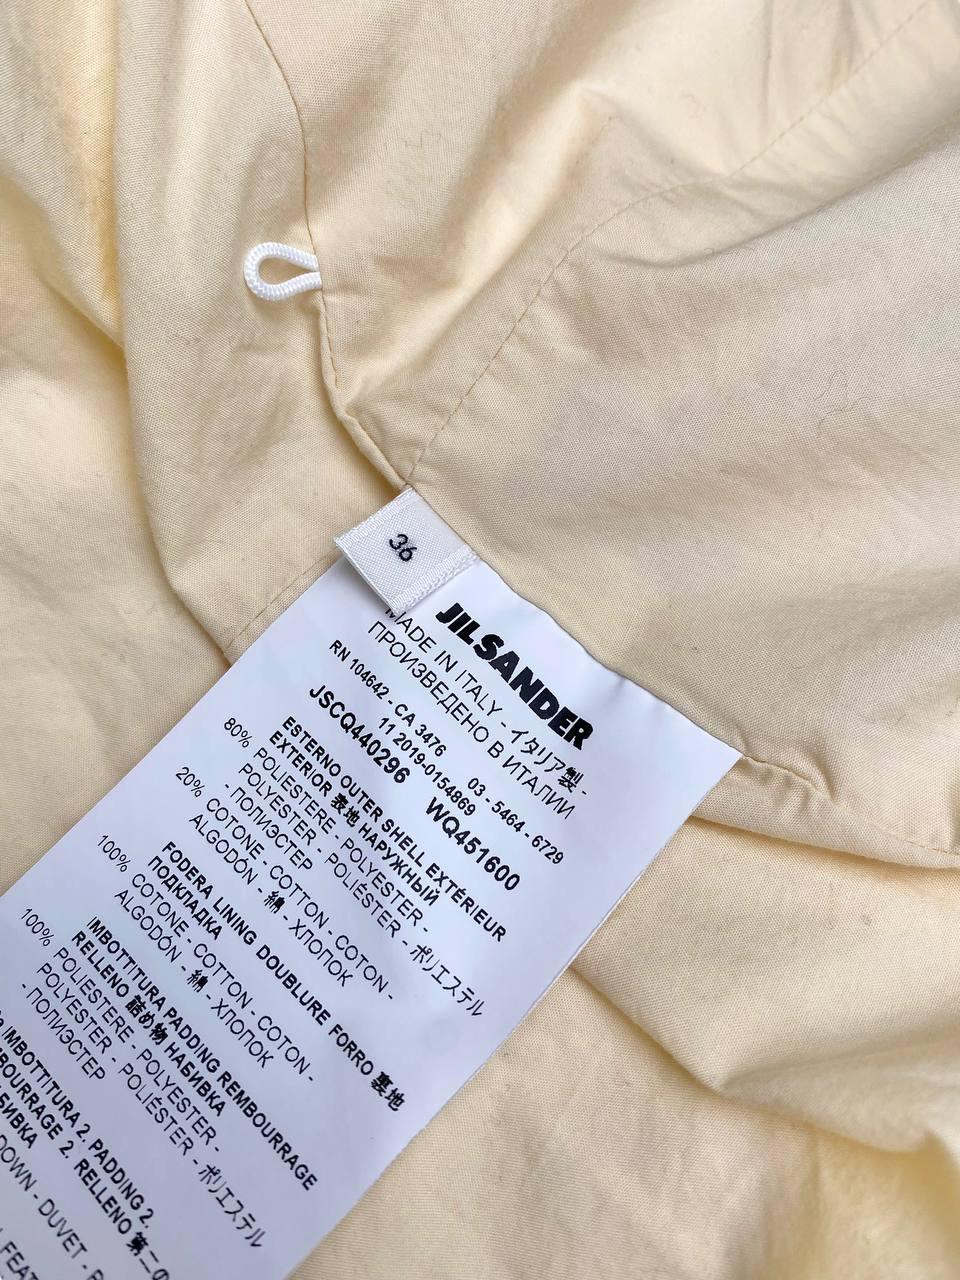 36
JILSANDER
MADE IN ITALY - イタリア製 -
ПРОИЗВЕДЕНО В ИТАЛИИ
RN 104642 - CA 3476 03 - 5464 - 6729
11 2019-0154869
JSCQ440296 WQ451600
ESTERNO OUTER SHELL EXTÉRIEUR
EXTERIOR 表地 НАРУЖНЫЙ
80% POLIESTERE - POLYESTER -
POLYESTER - POLIÉSTER - ポリエステル
- ПОЛИЭСТЕР
20% COTONE - COTTON - COTON -
ALGODÓN - 綿 - ХЛОПОК
FODERA LINING DOUBLURE FORRO 裏地
ПОДКЛАДКА
100% COTONE - COTTON - COTON -
ALGODÓN - 綿 - ХЛОПОК
IMBOTTITURA PADDING REMBOURRAGE
RELLENO 詰め物 НАБИВКА
100% POLIESTERE - POLYESTER -
POLYESTER - POLIÉSTER - ポリエステル
- ПОЛИЭСТЕР
IMBOTTITURA 2, PADDING 2,
2. RELLENO 第二の
DOWN - DUVET -